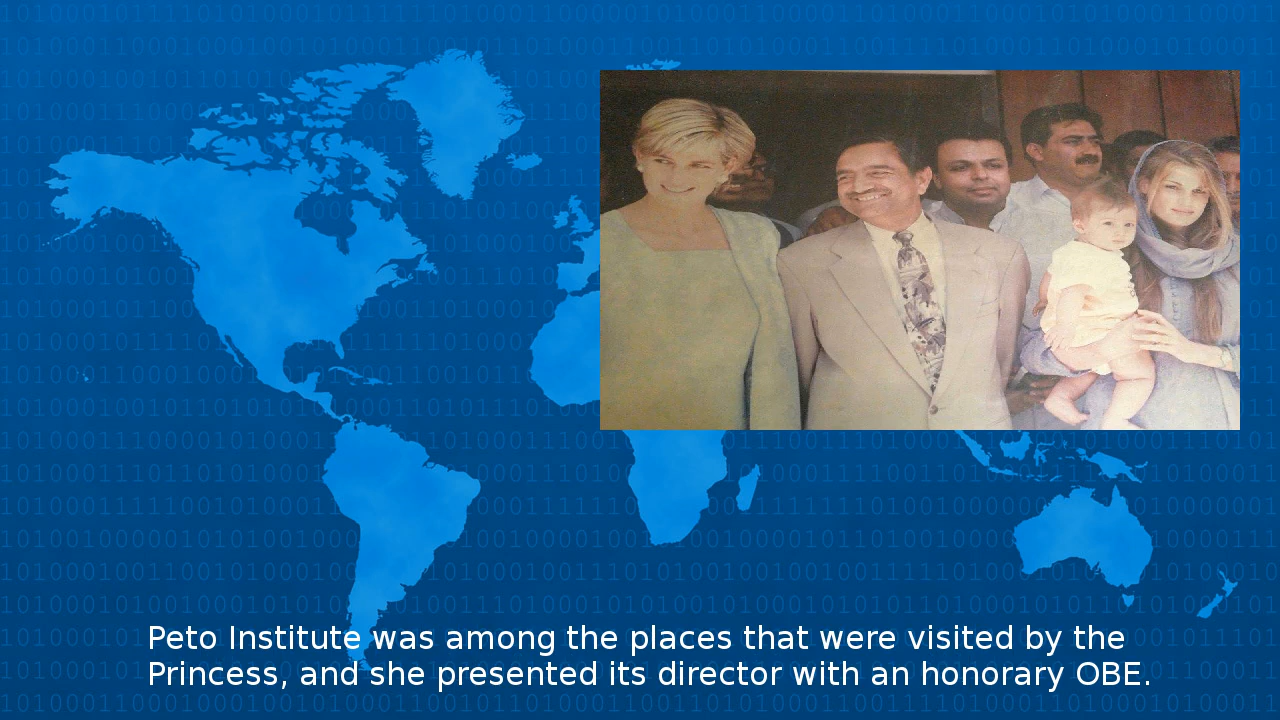 Peto Institute was among the places that were visited by the
Princess, and she presented its director with an honorary OBE.